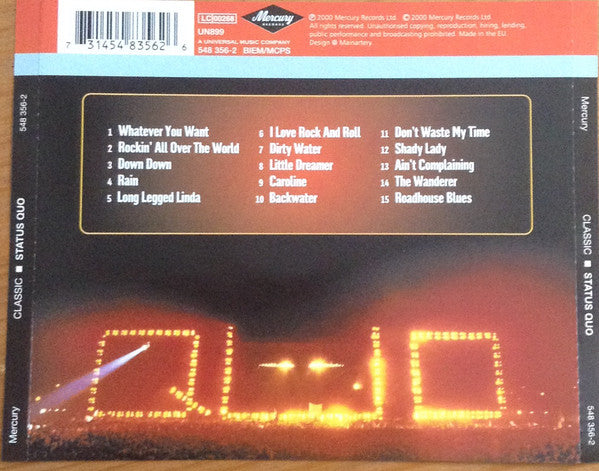 7 31454 83562 6
LC 00268
UN899
A UNIVERSAL MUSIC COMPANY
548 356-2 BIEM/MCPS
Mercury
RECORDS
℗ 2000 Mercury Records Ltd © 2000 Mercury Records Ltd
All rights reserved. Unauthorised copying, reproduction, hiring, lending,
public performance and broadcasting prohibited. Made in the EU.
Design @ Mainartery
1 Whatever You Want
2 Rockin' All Over The World
3 Down Down
4 Rain
5 Long Legged Linda
6 I Love Rock And Roll
7 Dirty Water
8 Little Dreamer
9 Caroline
10 Backwater
11 Don't Waste My Time
12 Shady Lady
13 Ain't Complaining
14 The Wanderer
15 Roadhouse Blues
QUO
Mercury CLASSIC ■ STATUS QUO 548 356-2
Mercury CLASSIC ■ STATUS QUO 548 356-2